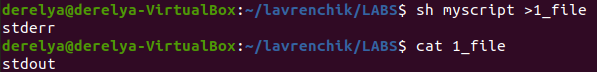 derelya@derelya-VirtualBox:~/lavrenchik/LABS$ sh myscript >1_file
stderr
derelya@derelya-VirtualBox:~/lavrenchik/LABS$ cat 1_file
stdout